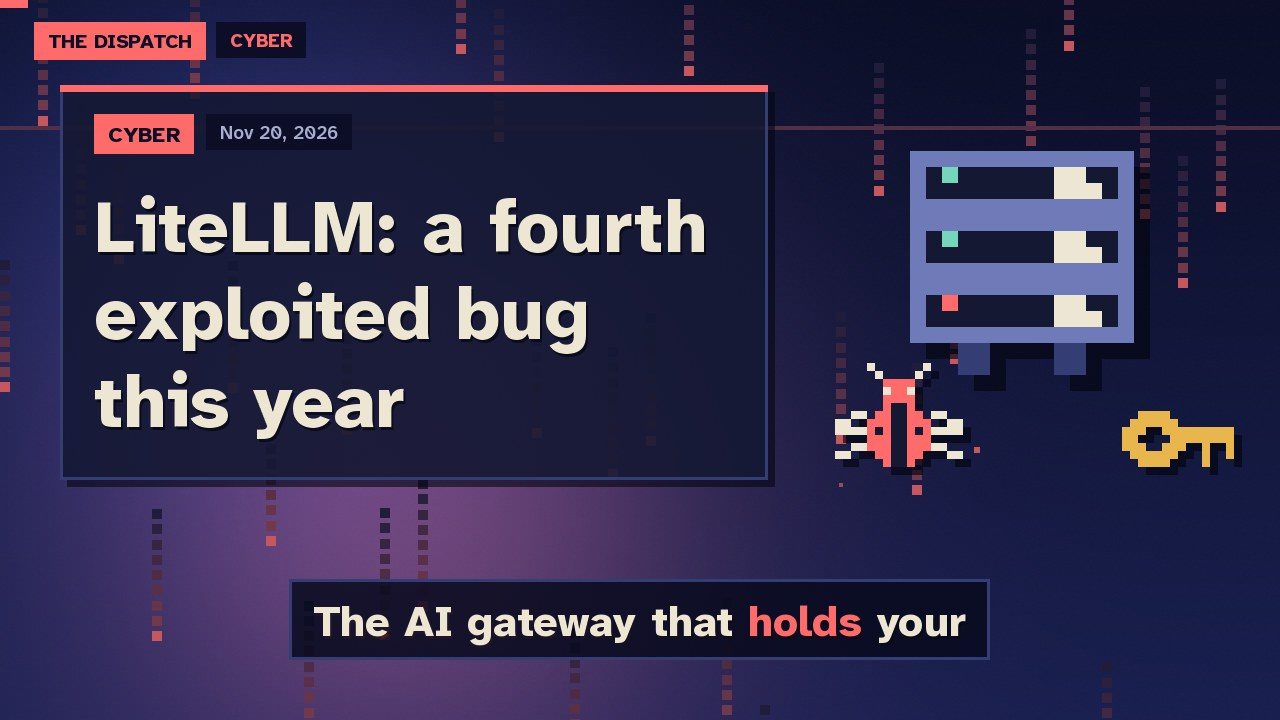 THE DISPATCH CYBER
CYBER Nov 20, 2026
LiteLLM: a fourth
exploited bug
this year
The AI gateway that holds your